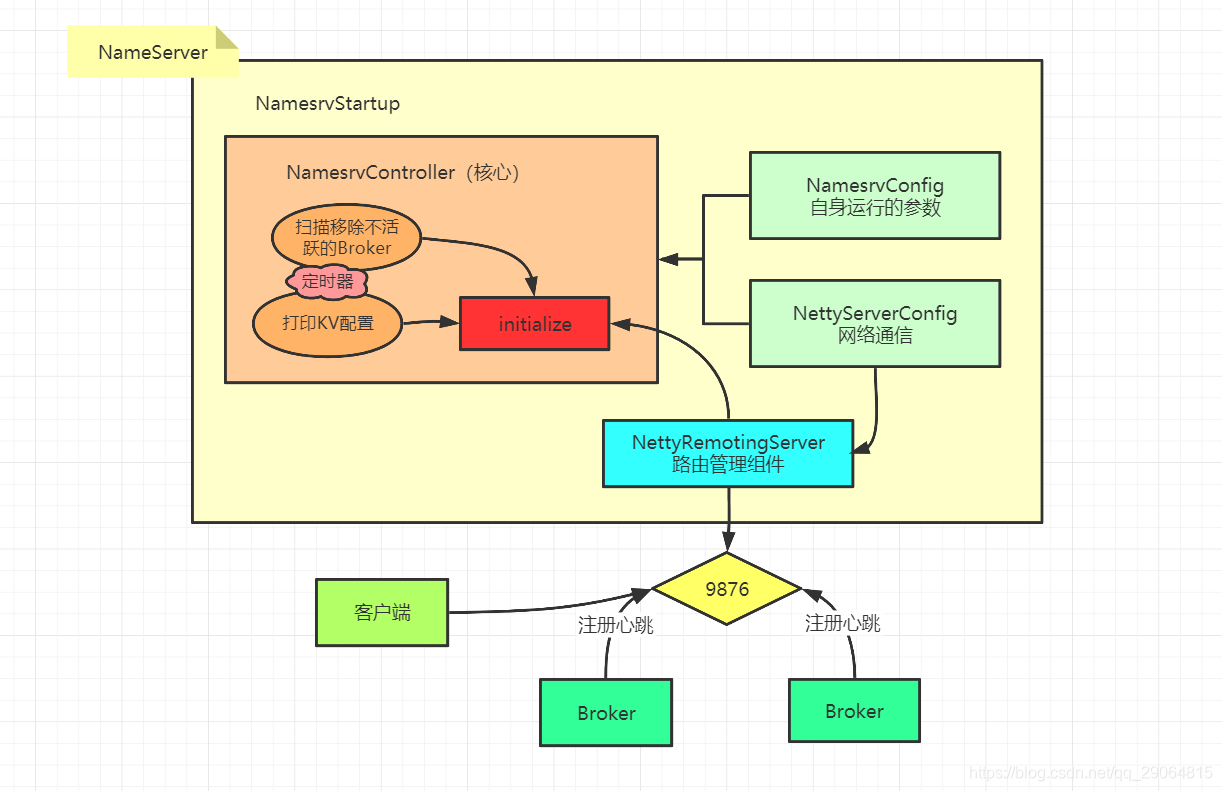 NameServer
NamesrvStartup
NamesrvController（核心）
扫描移除不活
跃的Broker
定时器
打印KV配置
initialize
NamesrvConfig
自身运行的参数
NettyServerConfig
网络通信
NettyRemotingServer
路由管理组件
9876
客户端
注册心跳
注册心跳
Broker
Broker
https://blog.csdn.net/qq_29064815